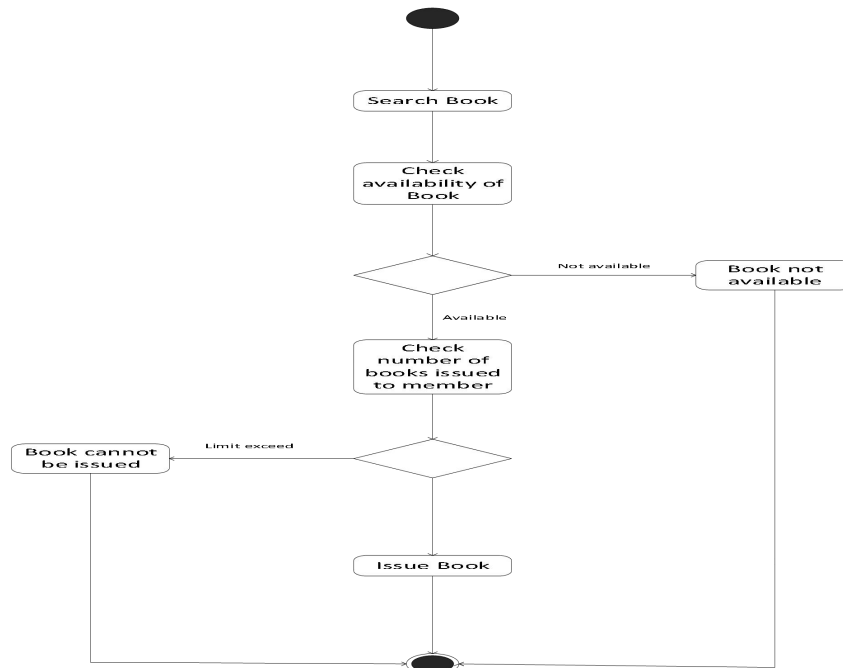 Search Book
Check
availability of
Book
Not available
Book not
available
Available
Check
number of
books issued
to member
Limit exceed
Book cannot
be issued
Issue Book